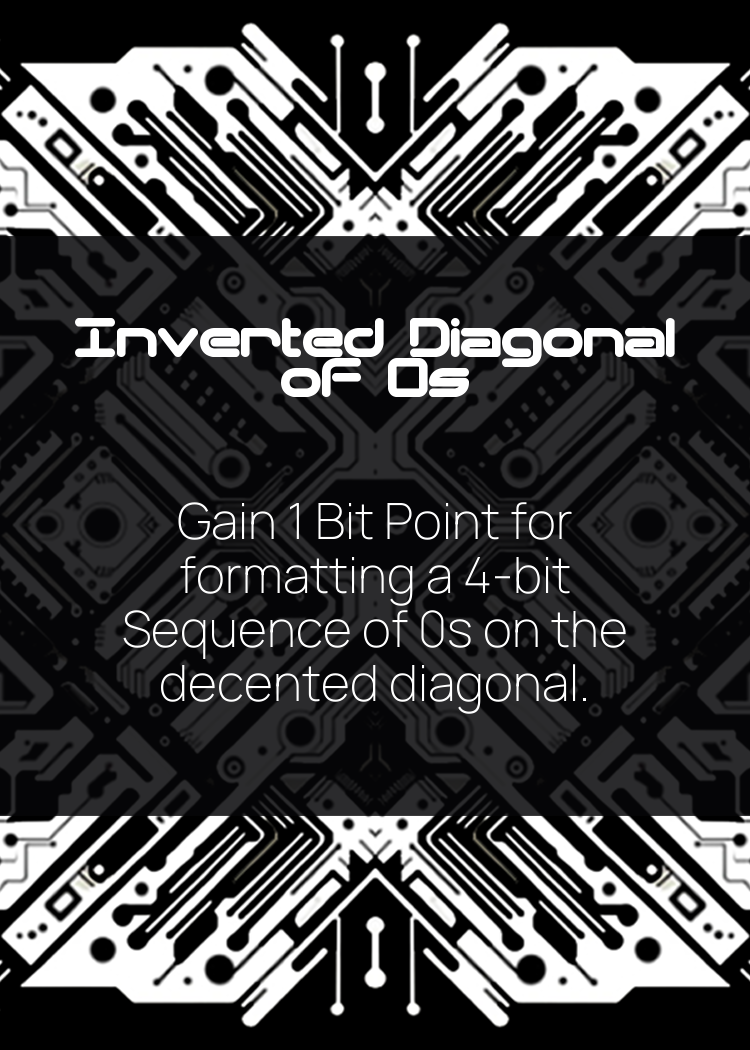 Inverted Diagonal
of 0s
Gain 1 Bit Point for
formatting a 4-bit
Sequence of 0s on the
decented diagonal.